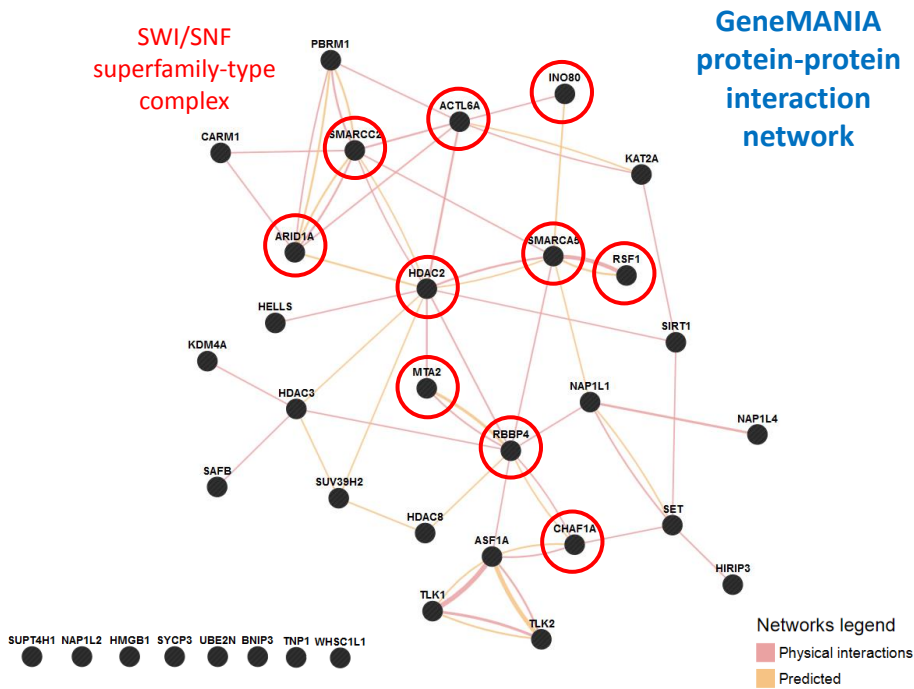 SWI/SNF
superfamily-type
complex
GeneMANIA
protein-protein
interaction
network
PBRM1
INO80
ACTL6A
CARM1
SMARCC2
KAT2A
ARID1A
SMARCA5
RSF1
HDAC2
HELLS
SIRT1
KDM4A
MTA2
HDAC3
NAP1L1
NAP1L4
RBBP4
SAFB
SUV39H2
HDAC8
SET
CHAF1A
ASF1A
HIRIP3
TLK1
TLK2
SUPT4H1 NAP1L2 HMGB1 SYCP3 UBE2N BNIP3 TNP1 WHSC1L1
Networks legend
Physical interactions
Predicted